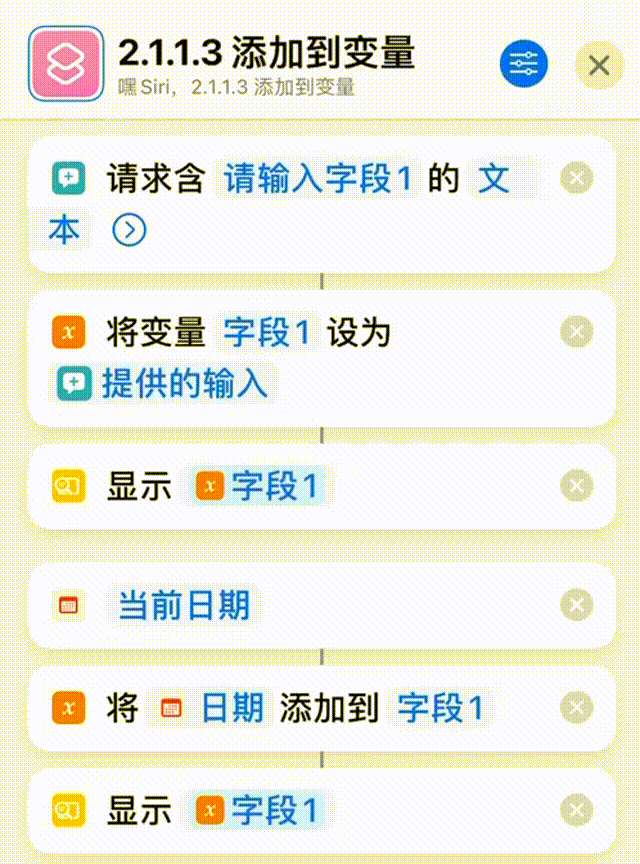 2.1.1.3 添加到变量
嘿Siri，2.1.1.3 添加到变量
请求含 请输入字段1 的 文
本
将变量 字段1 设为
提供的输入
显示 字段1
当前日期
将 日期 添加到 字段1
显示 字段1